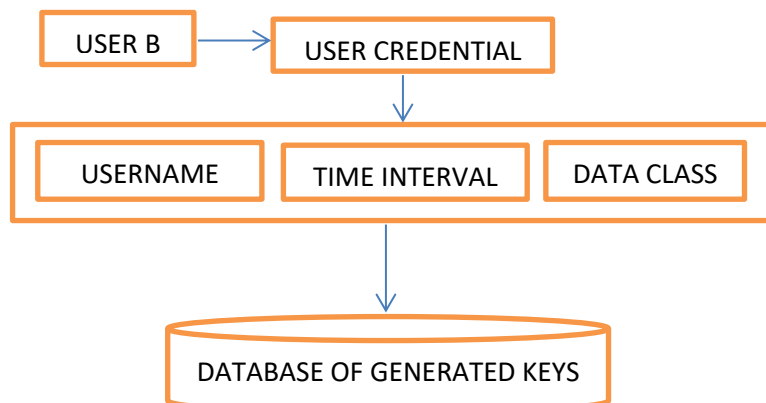 USER B
USER CREDENTIAL
USERNAME
TIME INTERVAL
DATA CLASS
DATABASE OF GENERATED KEYS